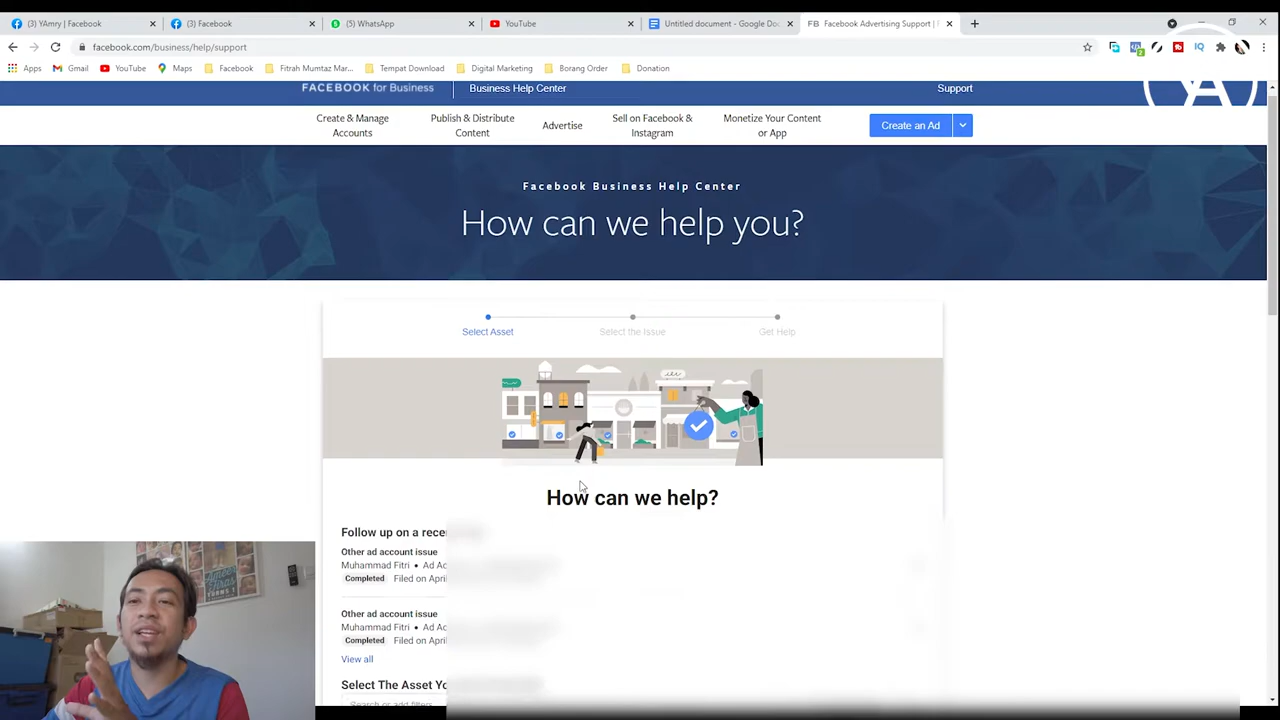 (3) YAmry | Facebook
(3) Facebook
(5) WhatsApp
YouTube
Untitled document - Google Doc
Facebook Advertising Support |
facebook.com/business/help/support
Apps
Gmail
YouTube
Maps
Facebook
Fitrah Mumtaz Mar...
Tempat Download
Digital Marketing
Borang Order
Donation
FACEBOOK for Business
Business Help Center
Support
Create & Manage
Accounts
Publish & Distribute
Content
Advertise
Sell on Facebook &
Instagram
Monetize Your Content
or App
Create an Ad
Facebook Business Help Center
How can we help you?
Select Asset
Select the Issue
Get Help
How can we help?
Follow up on a rece
Other ad account issue
Muhammad Fitri • Ad Ac
Completed Filed on April
Other ad account issue
Muhammad Fitri • Ad Ac
Completed Filed on April
View all
Select The Asset Yo
Search or add filters